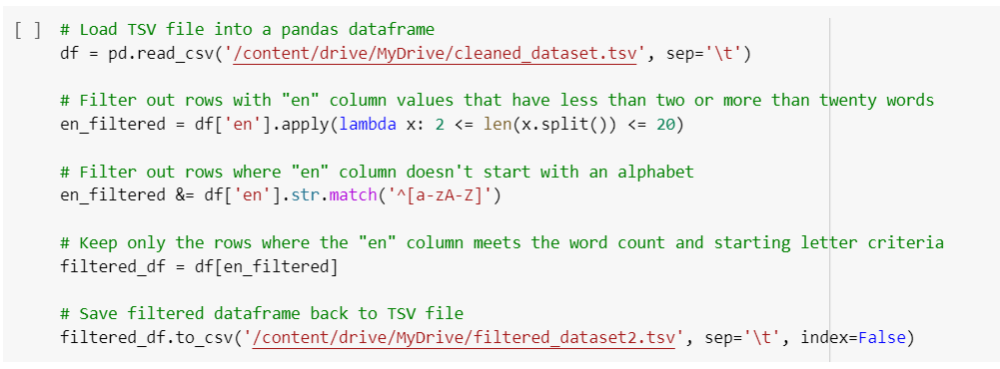 [ ] # Load TSV file into a pandas dataframe
df = pd.read_csv('/content/drive/MyDrive/cleaned_dataset.tsv', sep='\t')
# Filter out rows with "en" column values that have less than two or more than twenty words
en_filtered = df['en'].apply(lambda x: 2 <= len(x.split()) <= 20)
# Filter out rows where "en" column doesn't start with an alphabet
en_filtered &= df['en'].str.match('^[a-zA-Z]')
# Keep only the rows where the "en" column meets the word count and starting letter criteria
filtered_df = df[en_filtered]
# Save filtered dataframe back to TSV file
filtered_df.to_csv('/content/drive/MyDrive/filtered_dataset2.tsv', sep='\t', index=False)